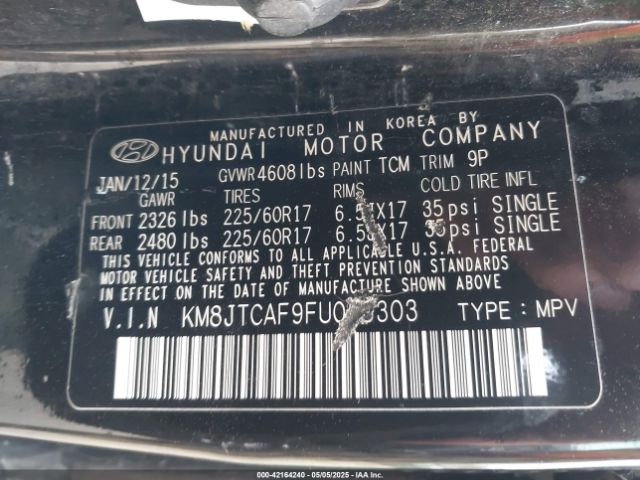 MANUFACTURED IN KOREA BY
HYUNDAI MOTOR COMPANY
JAN/12/15 GVWR 4608 lbs PAINT TCM TRIM 9P
GAWR TIRES RIMS COLD TIRE INFL
FRONT 2326 lbs 225/60R17 35 psi SINGLE
REAR 2480 lbs 225/60R17 psi SINGLE
THIS VEHICLE CONFORMS TO ALL APPLICABLE U.S.A. FEDERAL
MOTOR VEHICLE SAFETY AND THEFT PREVENTION STANDARDS
IN EFFECT ON THE DATE OF MANUFACTURE SHOWN ABOVE
V.I.N TYPE : MPV
000-42164240 - 05/05/2025 - IAA Inc.